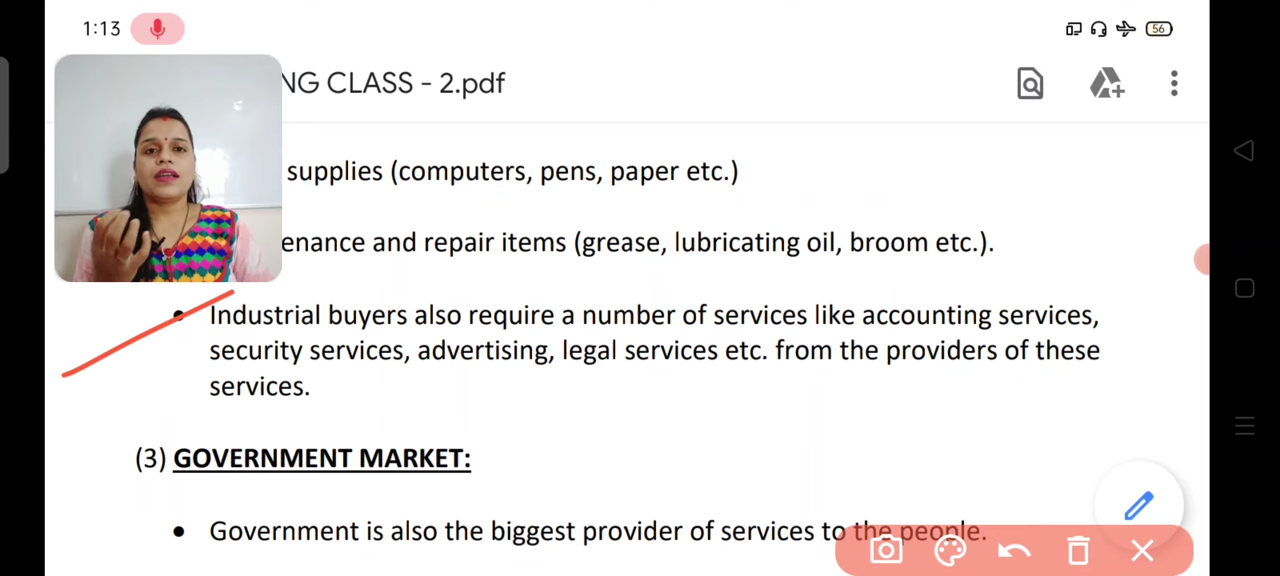 1:13
56
NG CLASS - 2.pdf
supplies (computers, pens, paper etc.)
enance and repair items (grease, lubricating oil, broom etc.).
• Industrial buyers also require a number of services like accounting services,
security services, advertising, legal services etc. from the providers of these
services.
(3) GOVERNMENT MARKET:
• Government is also the biggest provider of services to the people.